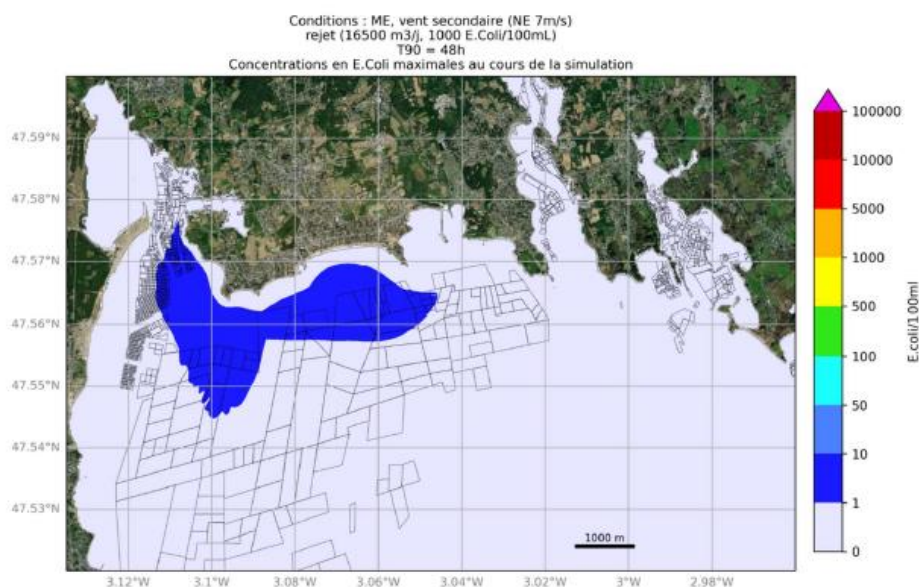 Conditions : ME, vent secondaire (NE 7m/s)
rejet (16500 m3/j, 1000 E.Coli/100mL)
T90 = 48h
Concentrations en E.Coli maximales au cours de la simulation
47.59°N
47.58°N
47.57°N
47.56°N
47.55°N
47.54°N
47.53°N
3.12°W 3.1°W 3.08°W 3.06°W 3.04°W 3.02°W 3°W 2.98°W
1000 m
100000
10000
5000
1000
500
100
50
10
1
0
E.coli/100ml